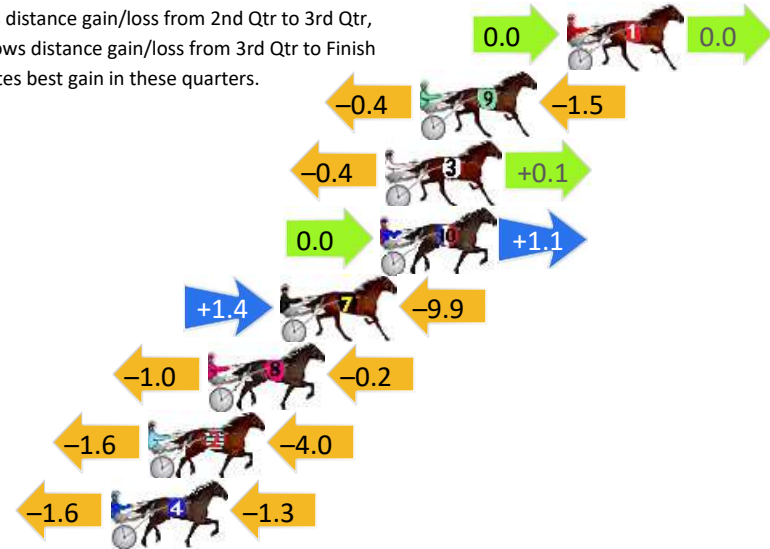 distance gain/loss from 2nd Qtr to 3rd Qtr,
ows distance gain/loss from 3rd Qtr to Finish
tes best gain in these quarters.
0.0 1 0.0
–0.4 9 –1.5
–0.4 3 +0.1
0.0 10 +1.1
+1.4 7 –9.9
–1.0 8 –0.2
–1.6 2 –4.0
–1.6 4 –1.3